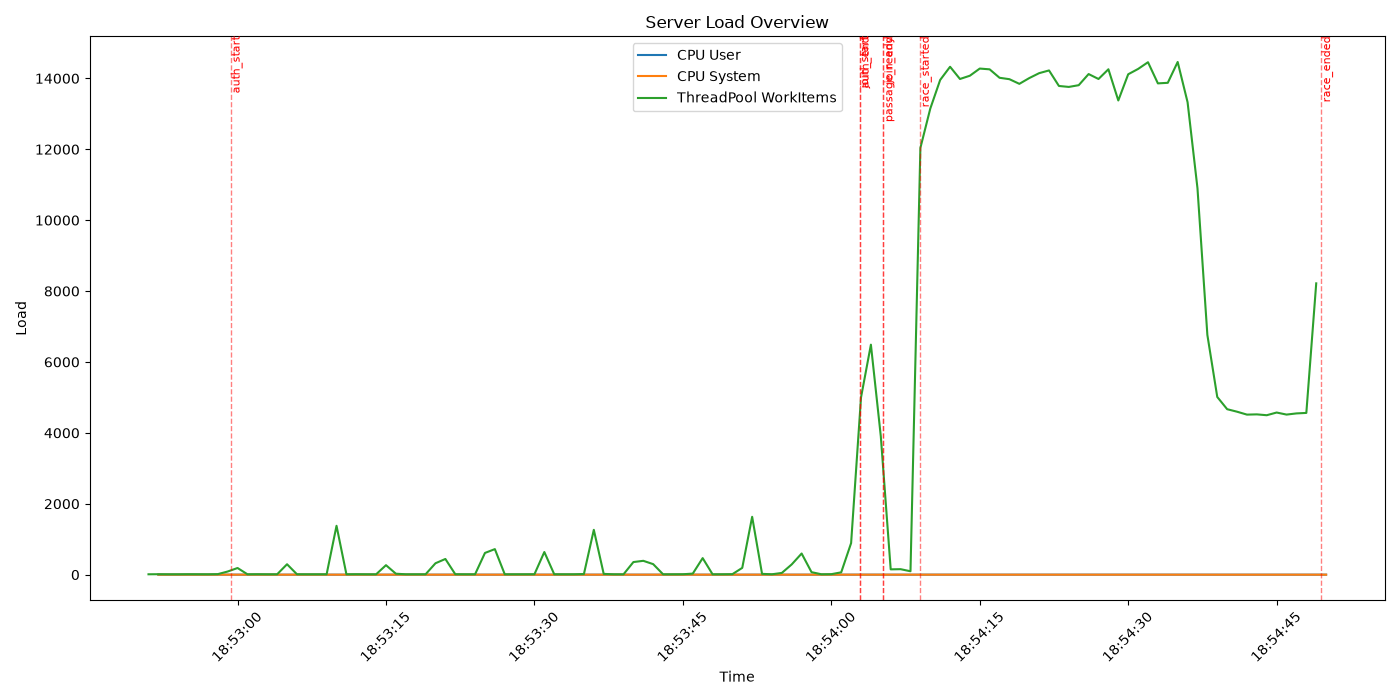 Server Load Overview
CPU User
CPU System
ThreadPool WorkItems
auth_start
passage_ready
race_started
race_ended
14000
12000
10000
8000
6000
4000
2000
0
Load
18:53:00
18:53:15
18:53:30
18:53:45
18:54:00
18:54:15
18:54:30
18:54:45
Time